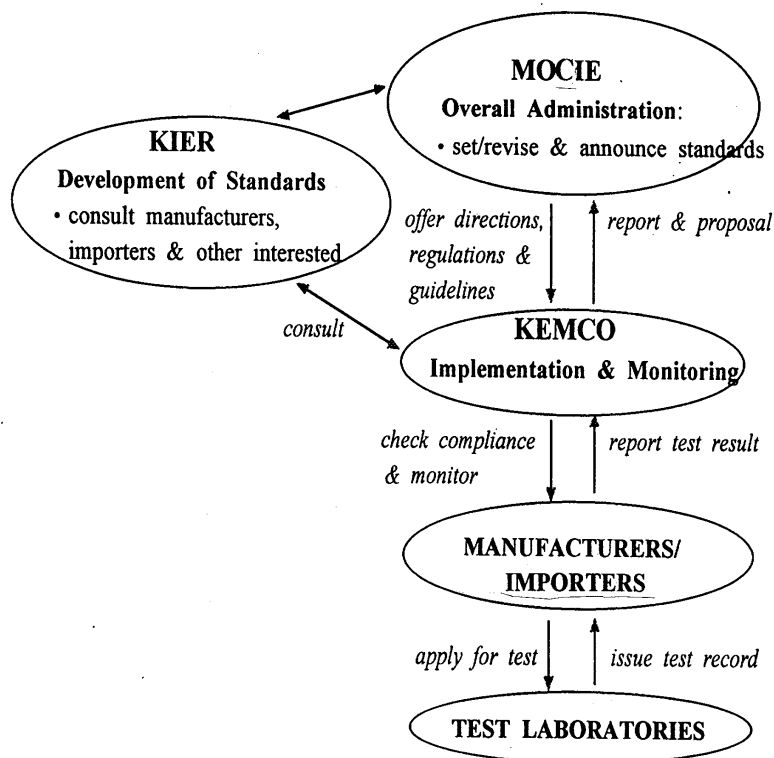 MOCIE
Overall Administration:
• set/revise & announce standards
KIER
Development of Standards
• consult manufacturers,
importers & other interested
offer directions,
regulations &
guidelines
report & proposal
consult
KEMCO
Implementation & Monitoring
check compliance
& monitor
report test result
MANUFACTURERS/
IMPORTERS
apply for test
issue test record
TEST LABORATORIES